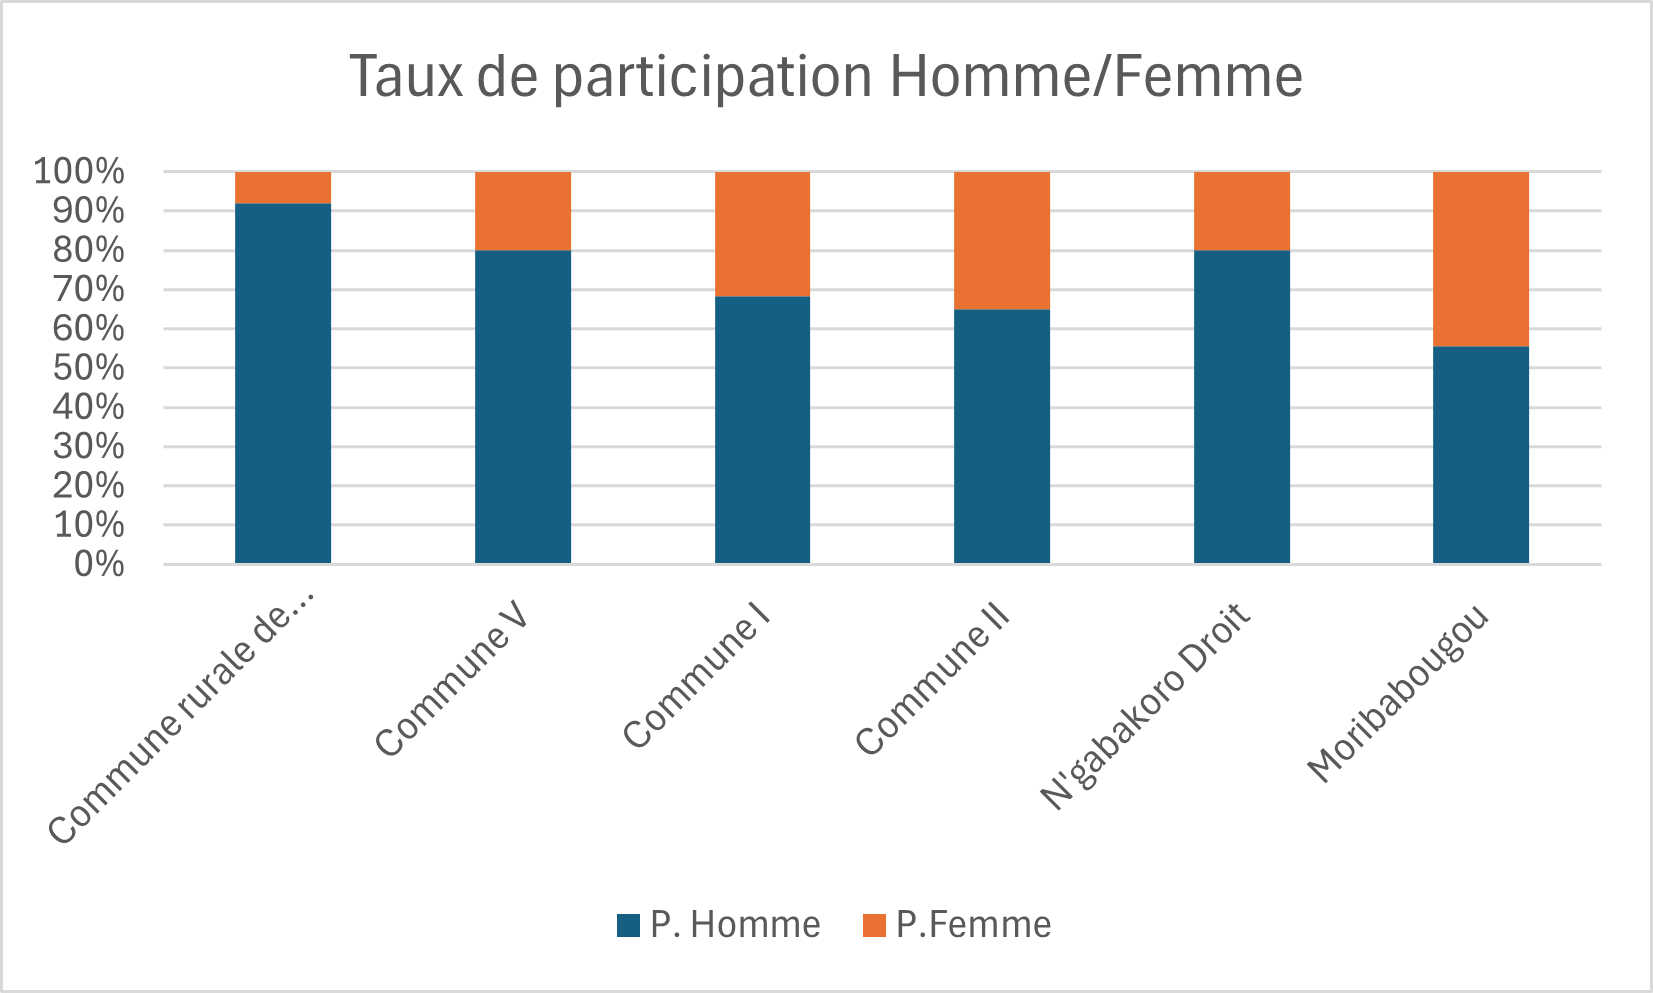 Taux de participation Homme/Femme
100%
90%
80%
70%
60%
50%
40%
30%
20%
10%
0%
Commune rurale de...
Commune V
Commune I
Commune II
N'gabakoro Droit
Moribabougou
P. Homme
P.Femme